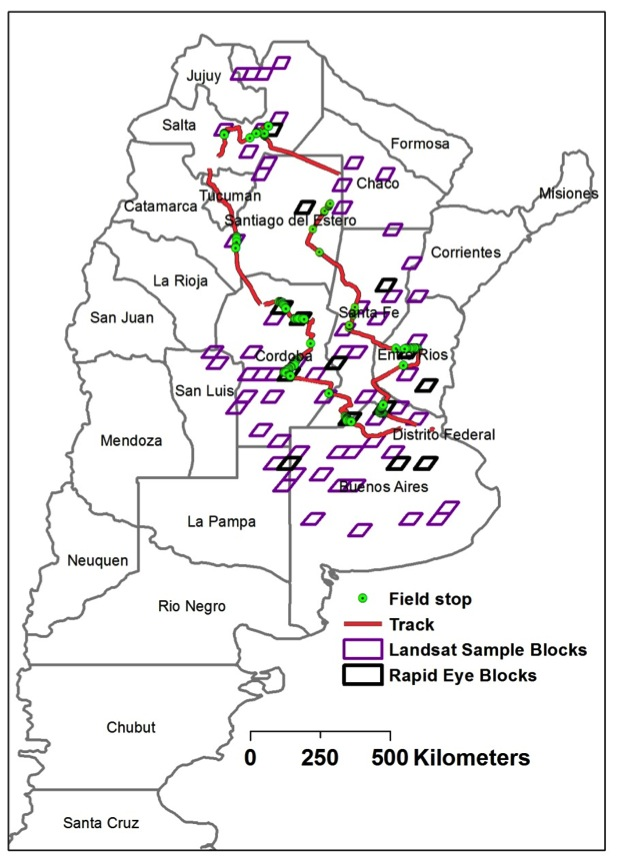 Jujuy
Salta
Formosa
Chaco
Misiones
Tucuman
Catamarca
Santiago del Estero
Corrientes
La Rioja
San Juan
Santa Fe
Cordoba
Entre Rios
San Luis
Mendoza
Distrito Federal
Buenos Aires
La Pampa
Neuquen
Rio Negro
Field stop
Track
Landsat Sample Blocks
Rapid Eye Blocks
Chubut
0 250 500 Kilometers
Santa Cruz